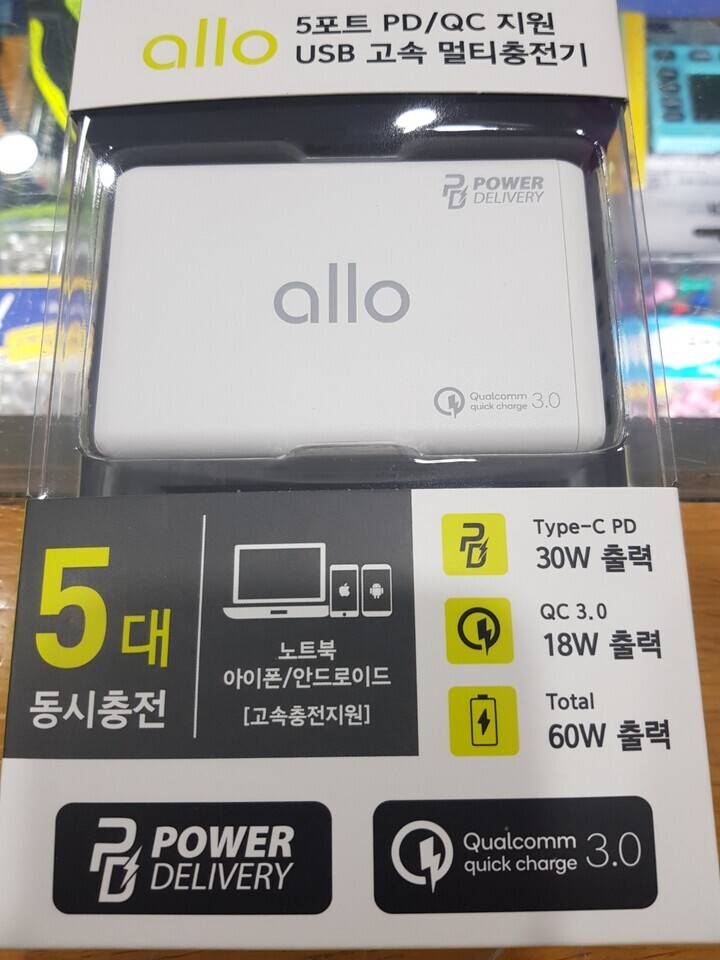 allo
5포트 PD/QC 지원
USB 고속 멀티충전기
POWER
DELIVERY
allo
Qualcomm
quick charge 3.0
5대
동시충전
노트북
아이폰/안드로이드
[고속충전지원]
Type-C PD
30W 출력
QC 3.0
18W 출력
Total
60W 출력
POWER
DELIVERY
Qualcomm
quick charge 3.0